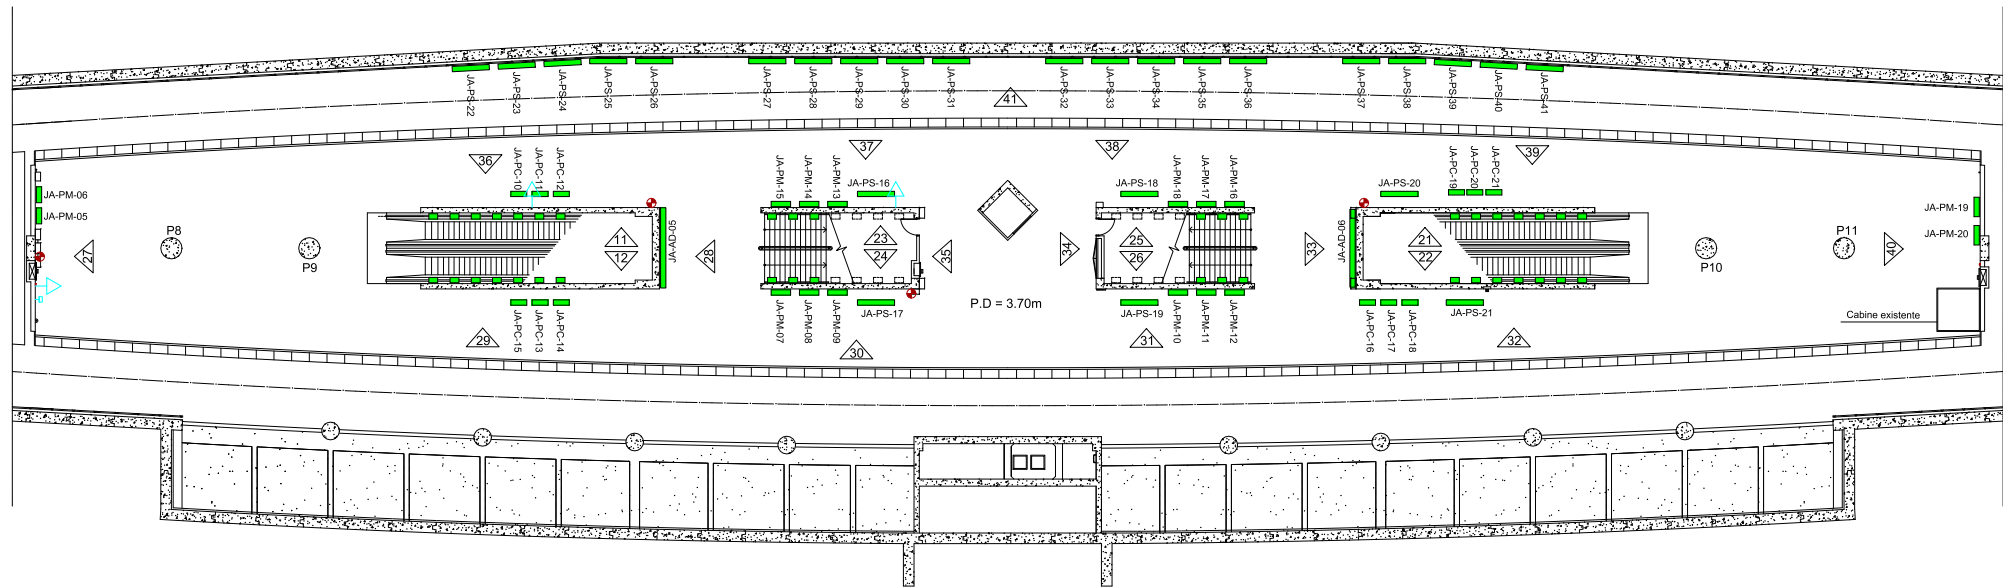 JA-PS-22
JA-PS-23
JA-PS-24
JA-PS-25
JA-PS-26
JA-PS-27
JA-PS-28
JA-PS-29
JA-PS-30
JA-PS-31
JA-PS-32
JA-PS-33
JA-PS-34
JA-PS-35
JA-PS-36
JA-PS-37
JA-PS-38
JA-PS-39
JA-PS-40
JA-PS-41
41
36
37
38
39
JA-PC-10
JA-PC-11
JA-PC-12
JA-PM-15
JA-PM-14
JA-PM-13
JA-PS-16
JA-PS-18
JA-PM-18
JA-PM-17
JA-PM-16
JA-PS-20
JA-PC-19
JA-PC-20
JA-PC-21
JA-PM-06
JA-PM-05
JA-PM-19
JA-PM-20
P8
P9
P10
P11
27
11
12
JA-AD-05
28
23
24
35
34
25
26
33
JA-AD-06
21
22
40
P.D = 3.70m
JA-PC-15
JA-PC-13
JA-PC-14
JA-PM-07
JA-PM-08
JA-PM-09
JA-PS-17
JA-PS-19
JA-PM-10
JA-PM-11
JA-PM-12
JA-PC-16
JA-PC-17
JA-PC-18
JA-PS-21
Cabine existente
29
30
31
32